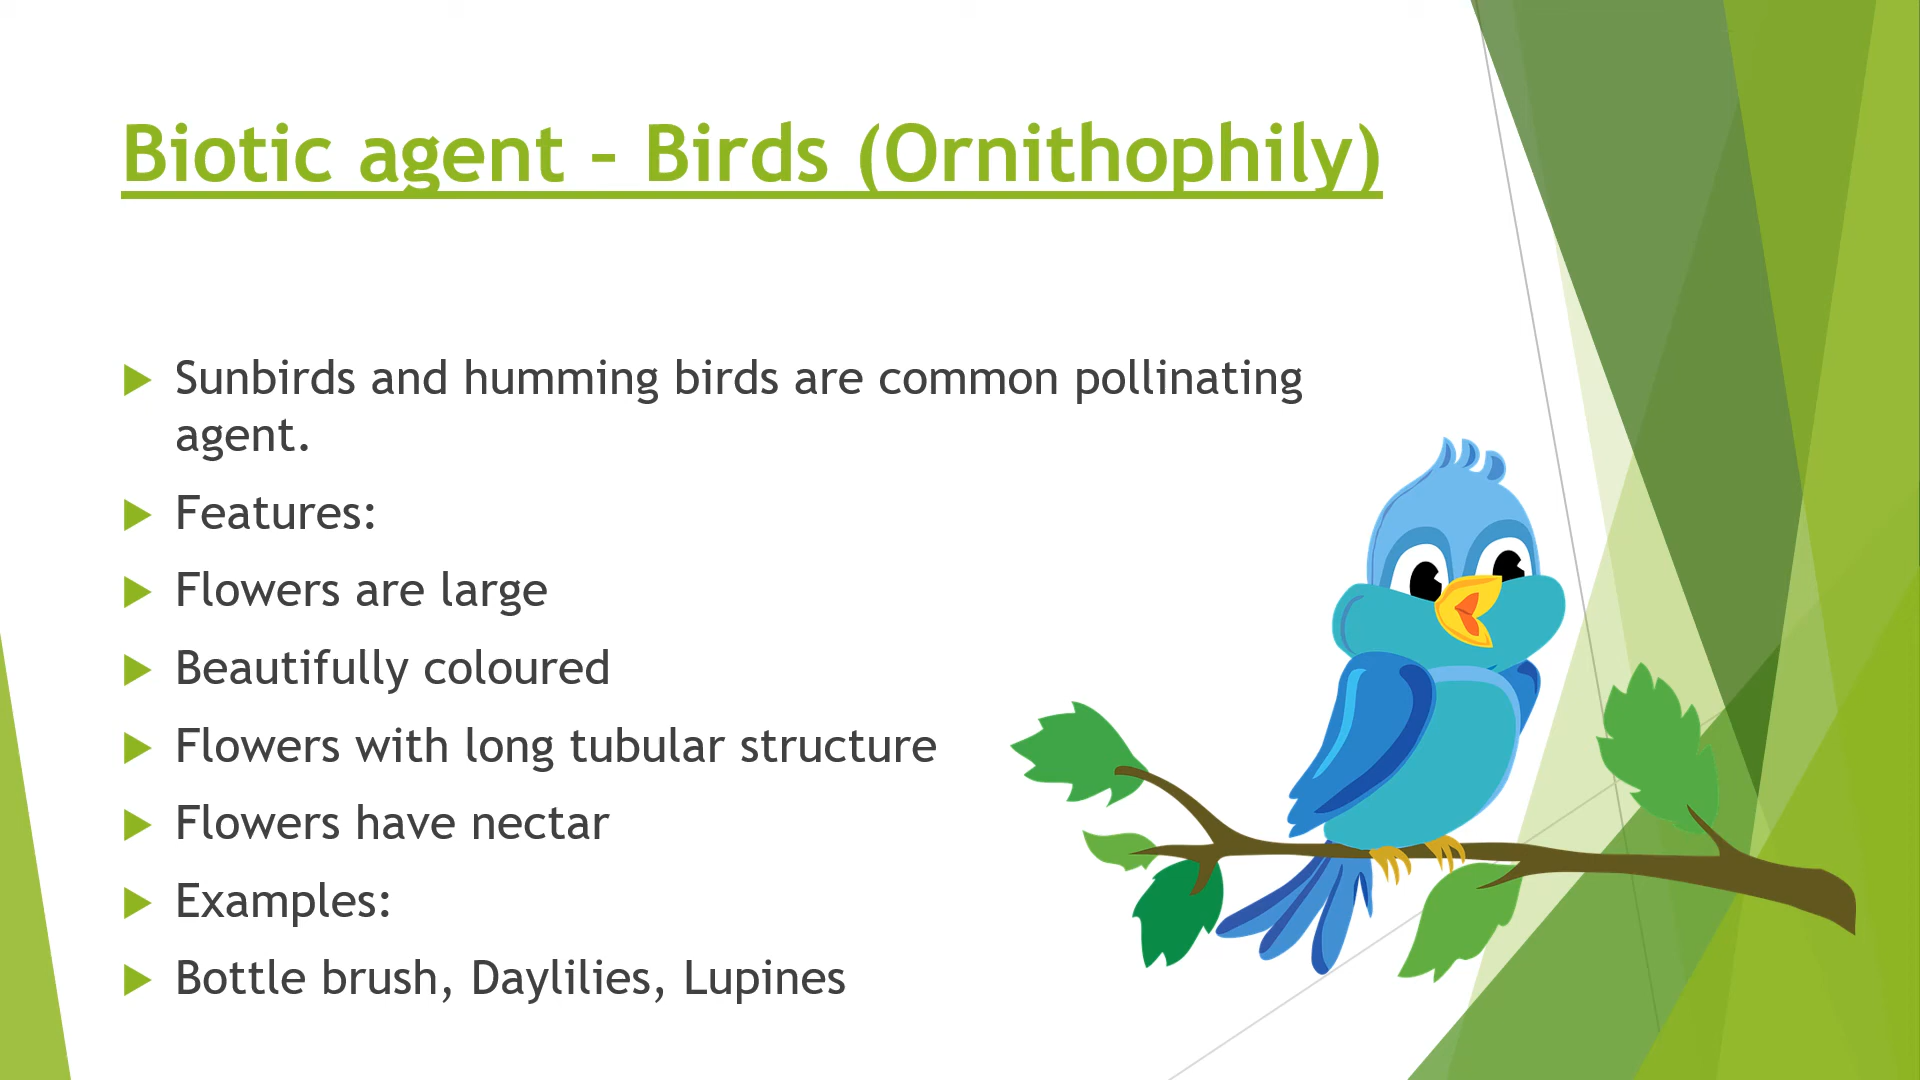 Biotic agent – Birds (Ornithophily)
Sunbirds and humming birds are common pollinating
agent.
Features:
Flowers are large
Beautifully coloured
Flowers with long tubular structure
Flowers have nectar
Examples:
Bottle brush, Daylilies, Lupines